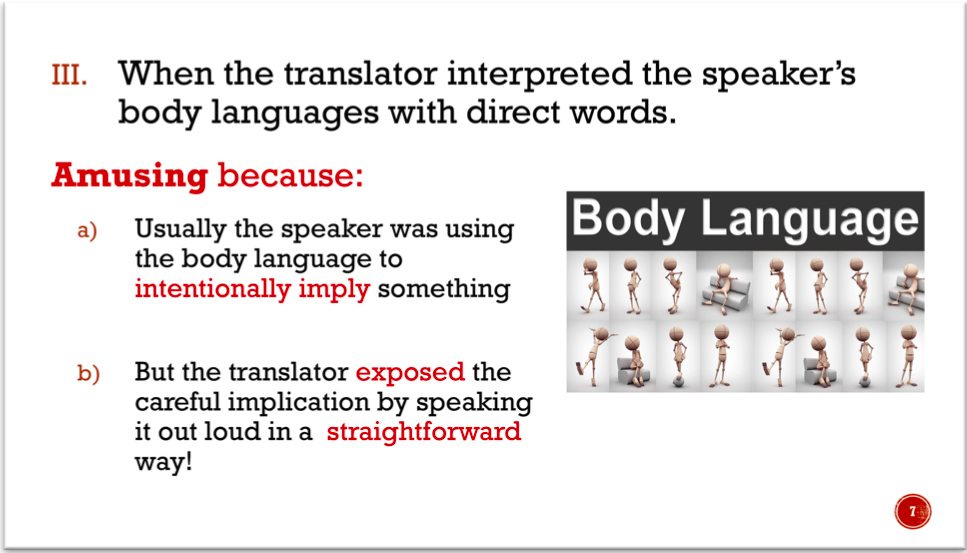 III. When the translator interpreted the speaker’s
body languages with direct words.
Amusing because:
a) Usually the speaker was using
the body language to
intentionally imply something
b) But the translator exposed the
careful implication by speaking
it out loud in a straightforward
way!
Body Language
7